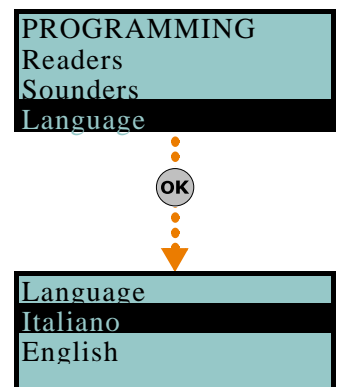 PROGRAMMING
Readers
Sounders
Language
OK
Language
Italiano
English